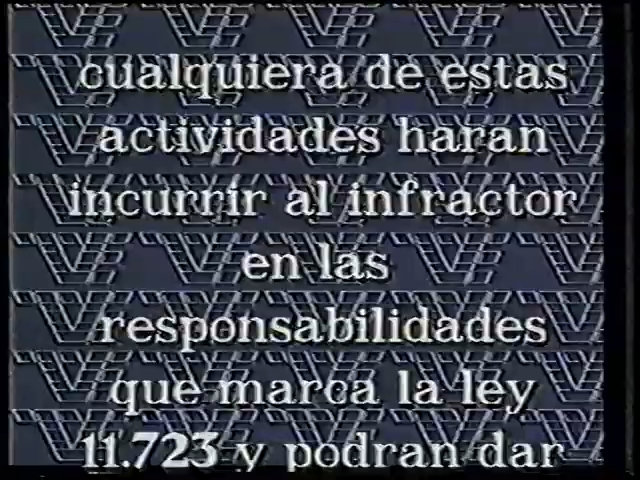 cualquiera de estas
actividades haran
incurrir al infractor
en las
responsabilidades
que marca la ley
11.723 y podran dar